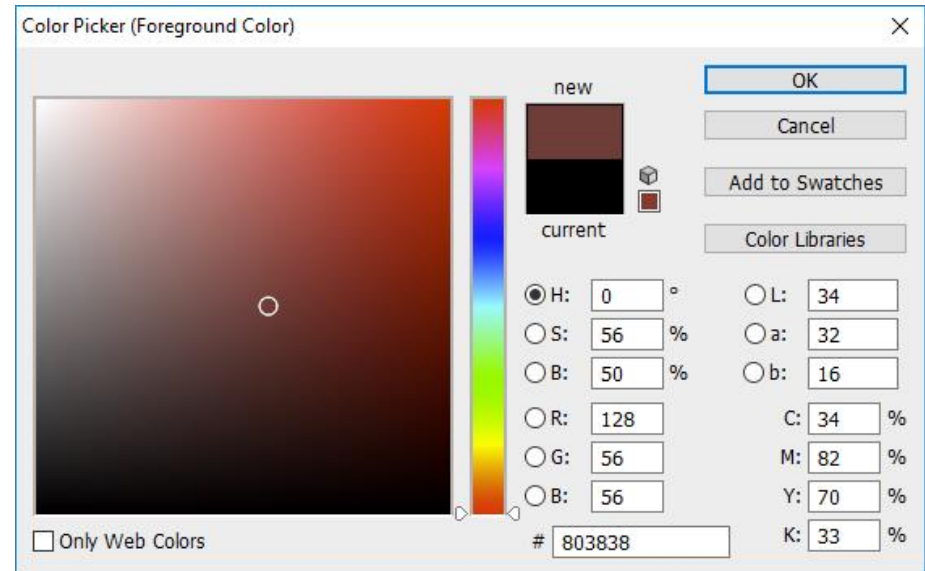 Color Picker (Foreground Color)
new
current
OK
Cancel
Add to Swatches
Color Libraries
H: 0 °
S: 56 %
B: 50 %
R: 128
G: 56
B: 56
# 803838
L: 34
a: 32
b: 16
C: 34 %
M: 82 %
Y: 70 %
K: 33 %
Only Web Colors